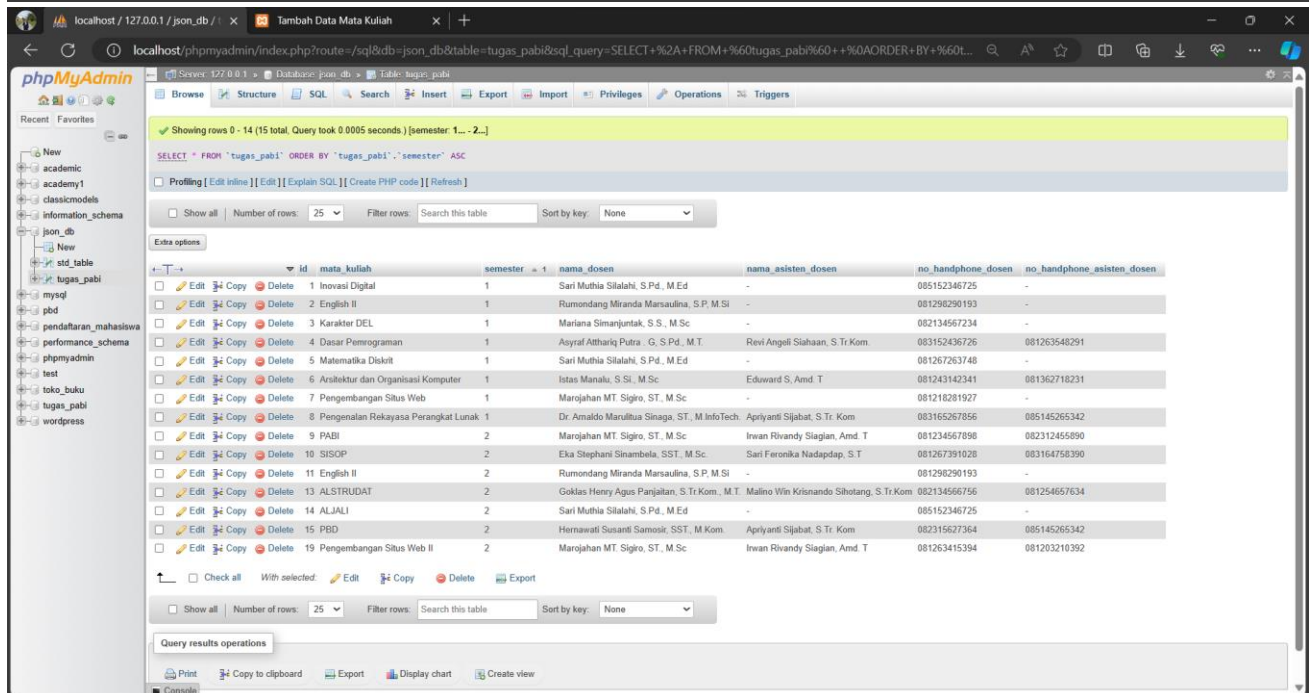 localhost / 127.0.0.1 / json_db / t
Tambah Data Mata Kuliah
localhost/phpmyadmin/index.php?route=/sql&db=json_db&table=tugas_pabi&sql_query=SELECT+%2A+FROM+%60tugas_pabi%60++%0AORDER+BY+%60t...
phpMyAdmin
Recent Favorites
New
academic
academy1
classicmodels
information_schema
json_db
New
std_table
tugas_pabi
mysql
pbd
pendaftaran_mahasiswa
performance_schema
phpmyadmin
test
toko_buku
tugas_pabi
wordpress
Server: 127.0.0.1 » Database: json_db » Table: tugas_pabi
Browse Structure SQL Search Insert Export Import Privileges Operations Triggers
Showing rows 0 - 14 (15 total, Query took 0.0005 seconds.) [semester: 1... - 2...]
SELECT * FROM `tugas_pabi` ORDER BY `tugas_pabi`.`semester` ASC
Profiling [ Edit inline ] [ Edit ] [ Explain SQL ] [ Create PHP code ] [ Refresh ]
Show all | Number of rows: 25 Filter rows: Search this table Sort by key: None
Extra options
←T→ id mata_kuliah semester 1 nama_dosen nama_asisten_dosen no_handphone_dosen no_handphone_asisten_dosen
Edit Copy Delete 1 Inovasi Digital 1 Sari Muthia Silalahi, S.Pd., M.Ed - 085152346725 -
Edit Copy Delete 2 English II 1 Rumondang Miranda Marsaulina, S.P, M.Si - 081298290193 -
Edit Copy Delete 3 Karakter DEL 1 Mariana Simanjuntak, S.S., M.Sc - 082134567234 -
Edit Copy Delete 4 Dasar Pemrograman 1 Asyraf Atthariq Putra . G, S.Pd., M.T. Revi Angeli Siahaan, S.Tr.Kom. 083152436726 081263548291
Edit Copy Delete 5 Matematika Diskrit 1 Sari Muthia Silalahi, S.Pd., M.Ed - 081267263748 -
Edit Copy Delete 6 Arsitektur dan Organisasi Komputer 1 Istas Manalu, S.Si., M.Sc Eduward S, Amd. T 081243142341 081362718231
Edit Copy Delete 7 Pengembangan Situs Web 1 Marojahan MT. Sigiro, ST., M.Sc - 081218281927 -
Edit Copy Delete 8 Pengenalan Rekayasa Perangkat Lunak 1 Dr. Arnaldo Marulitua Sinaga, ST., M.InfoTech. Apriyanti Sijabat, S.Tr. Kom 083165267856 085145265342
Edit Copy Delete 9 PABI 2 Marojahan MT. Sigiro, ST., M.Sc Irwan Rivandy Siagian, Amd. T 081234567898 082312455890
Edit Copy Delete 10 SISOP 2 Eka Stephani Sinambela, SST., M.Sc. Sari Feronika Nadapdap, S.T 081267391028 083164758390
Edit Copy Delete 11 English II 2 Rumondang Miranda Marsaulina, S.P, M.Si - 081298290193 -
Edit Copy Delete 13 ALSTRUDAT 2 Goklas Henry Agus Panjaitan, S.Tr.Kom., M.T. Malino Win Krisnando Sihotang, S.Tr.Kom 082134566756 081254657634
Edit Copy Delete 14 ALJALI 2 Sari Muthia Silalahi, S.Pd., M.Ed - 085152346725 -
Edit Copy Delete 15 PBD 2 Hernawati Susanti Samosir, SST., M.Kom. Apriyanti Sijabat, S.Tr. Kom 082315627364 085145265342
Edit Copy Delete 19 Pengembangan Situs Web II 2 Marojahan MT. Sigiro, ST., M.Sc Irwan Rivandy Siagian, Amd. T 081263415394 081203210392
Check all With selected: Edit Copy Delete Export
Show all | Number of rows: 25 Filter rows: Search this table Sort by key: None
Query results operations
Print Copy to clipboard Export Display chart Create view
Console